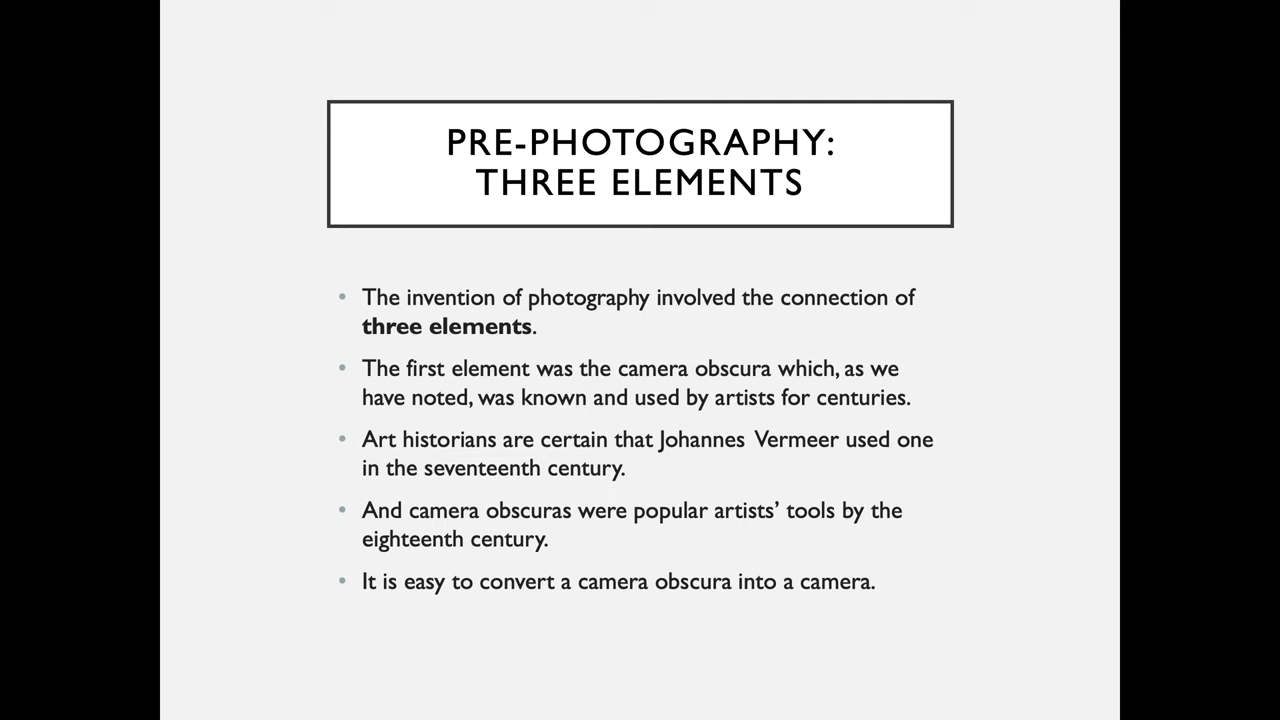 PRE-PHOTOGRAPHY:
THREE ELEMENTS
• The invention of photography involved the connection of
three elements.
• The first element was the camera obscura which, as we
have noted, was known and used by artists for centuries.
• Art historians are certain that Johannes Vermeer used one
in the seventeenth century.
• And camera obscuras were popular artists’ tools by the
eighteenth century.
• It is easy to convert a camera obscura into a camera.